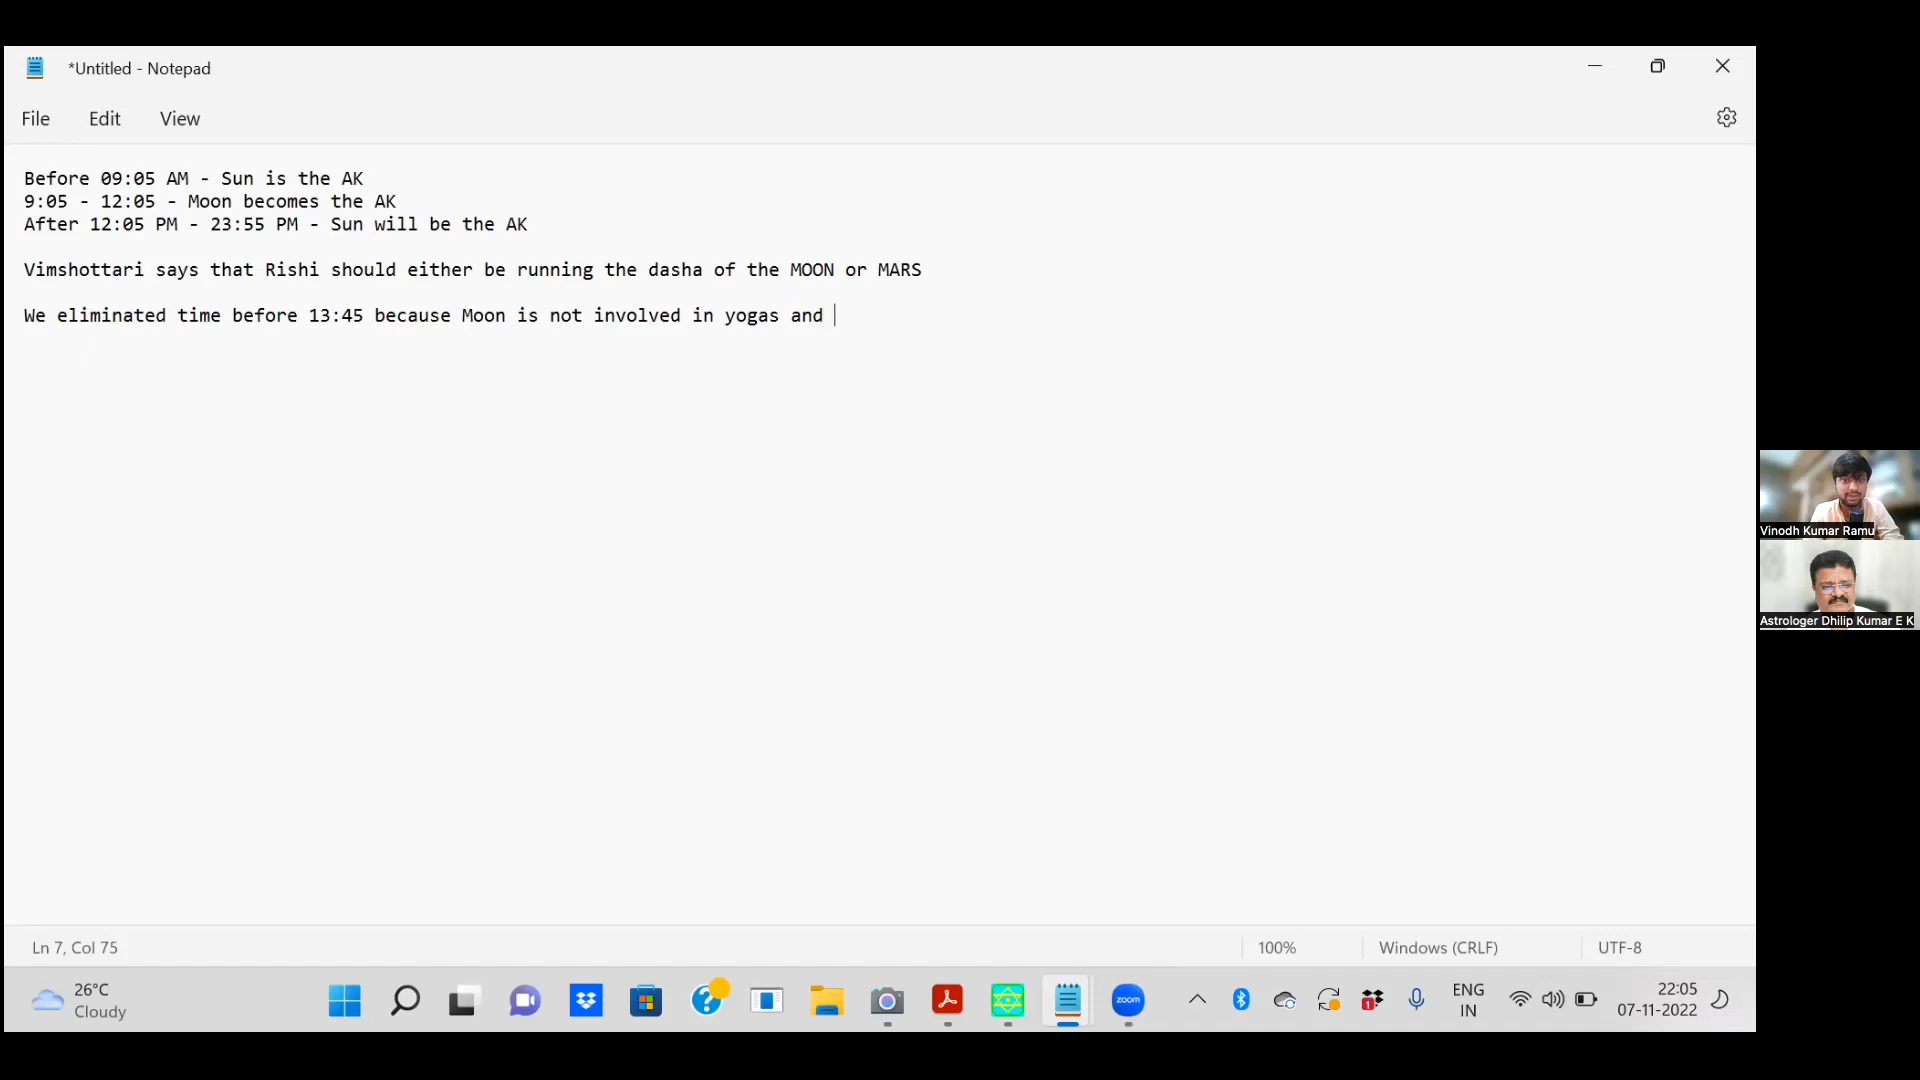 *Untitled - Notepad
File Edit View
Before 09:05 AM - Sun is the AK
9:05 - 12:05 - Moon becomes the AK
After 12:05 PM - 23:55 PM - Sun will be the AK
Vimshottari says that Rishi should either be running the dasha of the MOON or MARS
We eliminated time before 13:45 because Moon is not involved in yogas and
Vinodh Kumar Ramu
Astrologer Dhilip Kumar E K
Ln 7, Col 75 100% Windows (CRLF) UTF-8
26°C
Cloudy
zoom
1
ENG
IN
22:05
07-11-2022